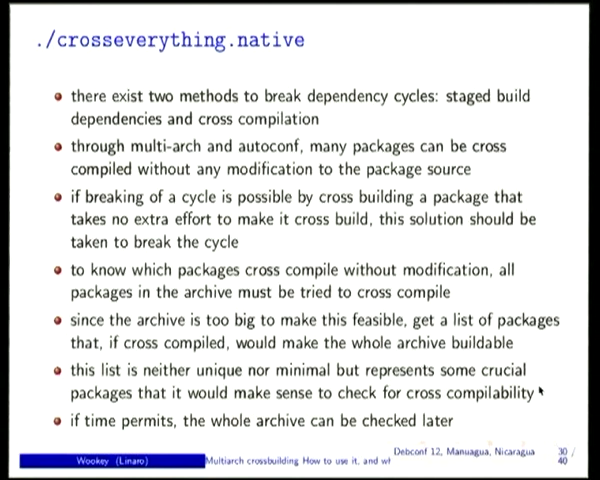 ./crosseverything.native
there exist two methods to break dependency cycles: staged build
dependencies and cross compilation
through multi-arch and autoconf, many packages can be cross
compiled without any modification to the package source
if breaking of a cycle is possible by cross building a package that
takes no extra effort to make it cross build, this solution should be
taken to break the cycle
to know which packages cross compile without modification, all
packages in the archive must be tried to cross compile
since the archive is too big to make this feasible, get a list of packages
that, if cross compiled, would make the whole archive buildable
this list is neither unique nor minimal but represents some crucial
packages that it would make sense to check for cross compilability
if time permits, the whole archive can be checked later
Wookey (Linaro)
Multiarch crossbuilding How to use it, and wh
Debconf 12, Manuagua, Nicaragua
30 /
40